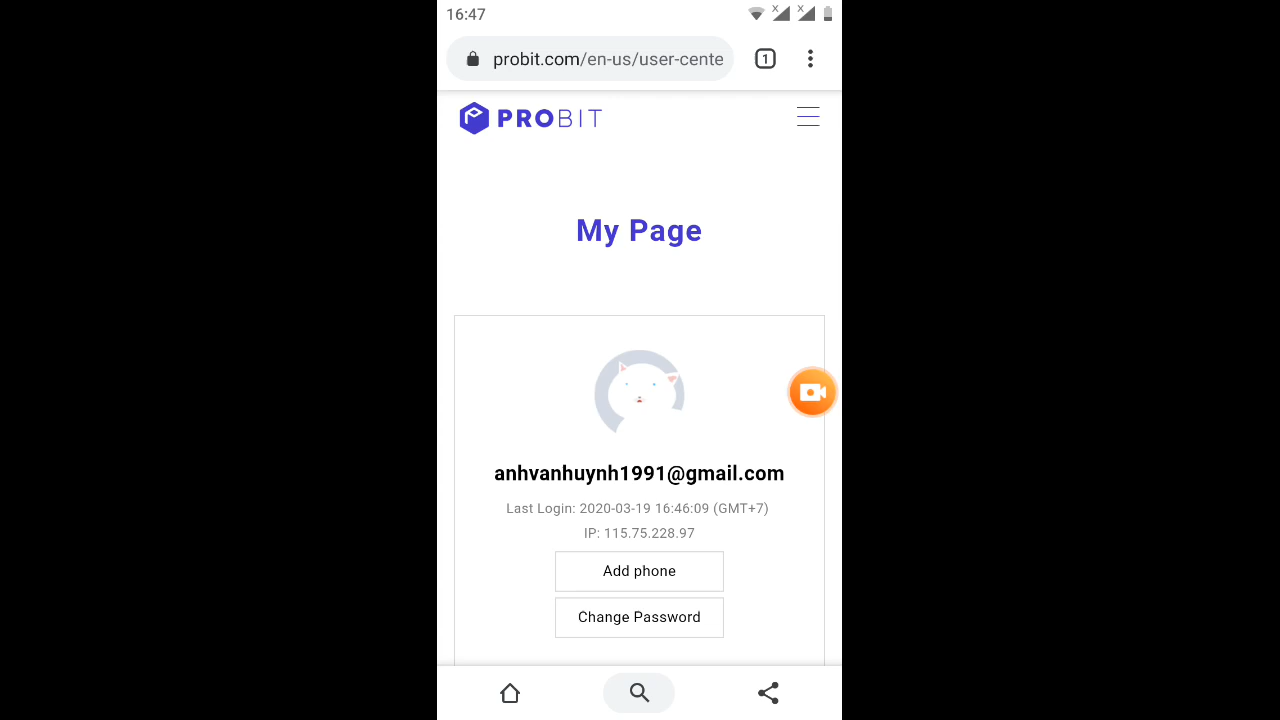 16:47
probit.com/en-us/user-cente
1
PROBIT
My Page
anhvanhuynh1991@gmail.com
Last Login: 2020-03-19 16:46:09 (GMT+7)
IP: 115.75.228.97
Add phone
Change Password